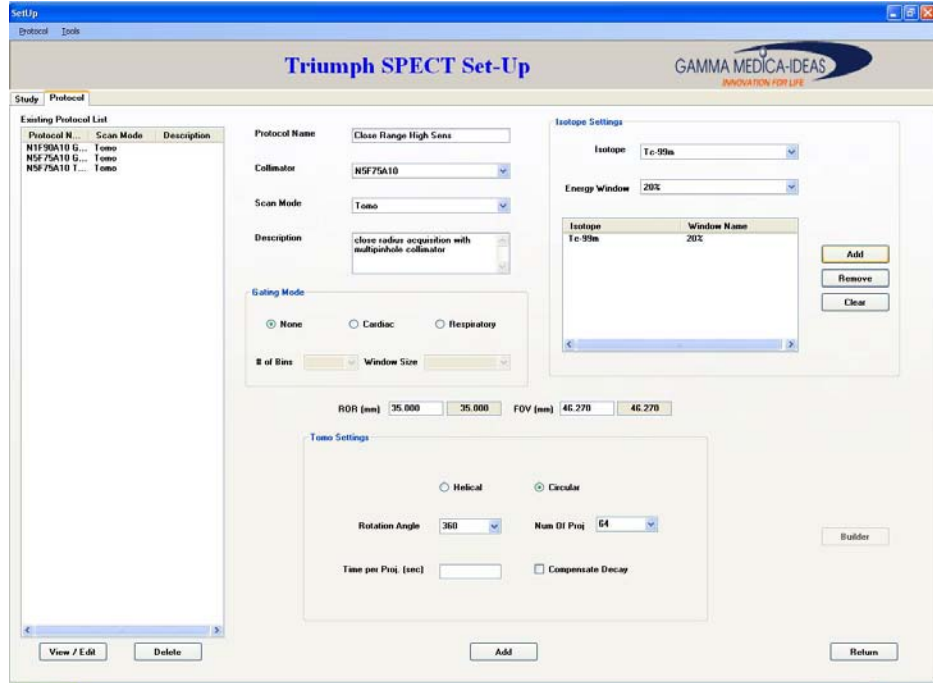 SetUp
Protocol Tools
Triumph SPECT Set-Up
GAMMA MEDICA-IDEAS
INNOVATION FOR LIFE
Study Protocol
Existing Protocol List
Protocol N... Scan Mode Description
N1F90A10 G... Tomo
N5F75A10 G... Tomo
N5F75A10 T... Tomo
View / Edit Delete
Protocol Name Close Range High Sens
Collimator N5F75A10
Scan Mode Tomo
Description close radius acquisition with
multipinhole collimator
Gating Mode
None Cardiac Respiratory
# of Bins Window Size
Isotope Settings
Isotope Tc-99m
Energy Window 20%
Isotope Window Name
Tc-99m 20%
Add
Remove
Clear
ROR (mm) 35.000 35.000 FOV (mm) 46.270 46.270
Tomo Settings
Helical Circular
Rotation Angle 360 Num Of Proj 64
Time per Proj. (sec) Compensate Decay
Builder
Add
Return